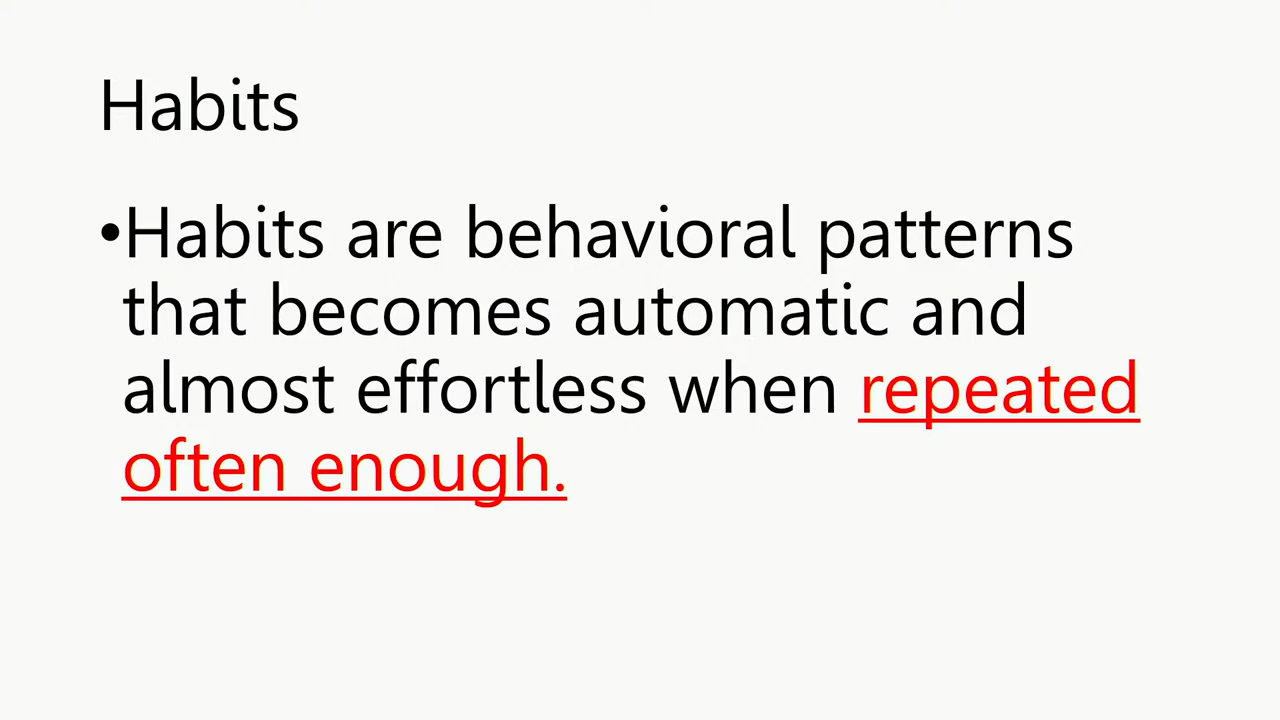 Habits
•Habits are behavioral patterns
that becomes automatic and
almost effortless when repeated
often enough.